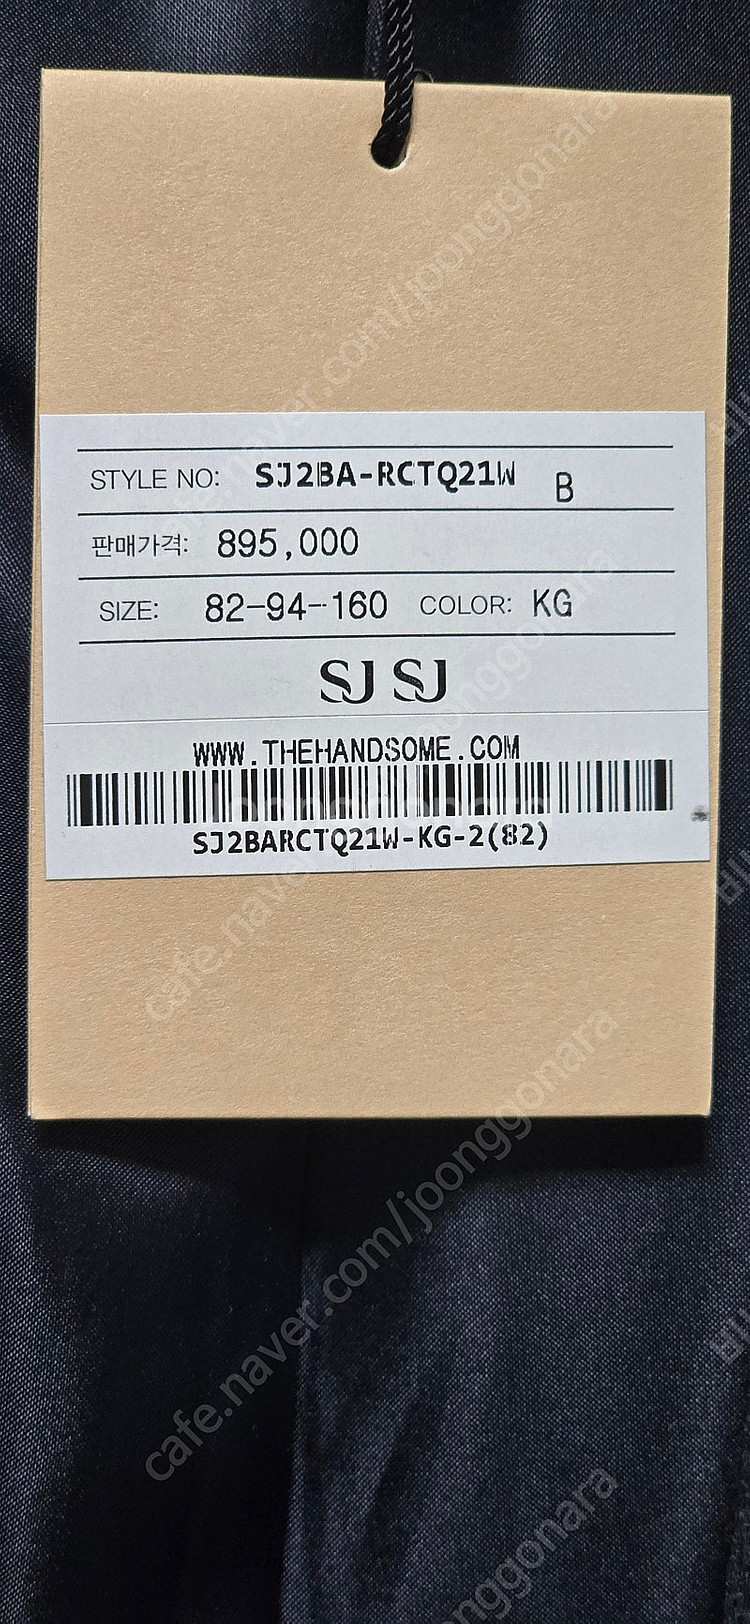 STYLE NO: SJ2BA-RCTQ21W B
판매가격: 895,000
SIZE: 82-94-160 COLOR: KG
SJ SJ
WWW.THEHANDSOME.COM
SJ2BARCTQ21W-KG-2(82)
cafe.naver.com/joonggonara
cafe.naver.com/joonggonara
cafe.naver.com/joonggonara
joonggonara